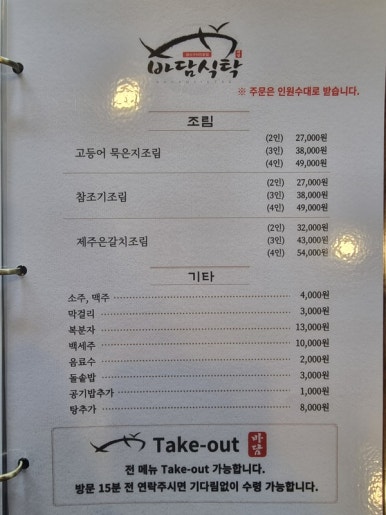 바담식탁
※ 주문은 인원수대로 받습니다.
조림
고등어 묵은지조림
(2인) 27,000원
(3인) 38,000원
(4인) 49,000원
참조기조림
(2인) 27,000원
(3인) 38,000원
(4인) 49,000원
제주은갈치조림
(2인) 32,000원
(3인) 43,000원
(4인) 54,000원
기타
소주, 맥주 4,000원
막걸리 3,000원
복분자 13,000원
백세주 10,000원
음료수 2,000원
돌솥밥 3,000원
공기밥추가 1,000원
탕추가 8,000원
Take-out 바담
전 메뉴 Take-out 가능합니다.
방문 15분 전 연락주시면 기다림없이 수령 가능합니다.